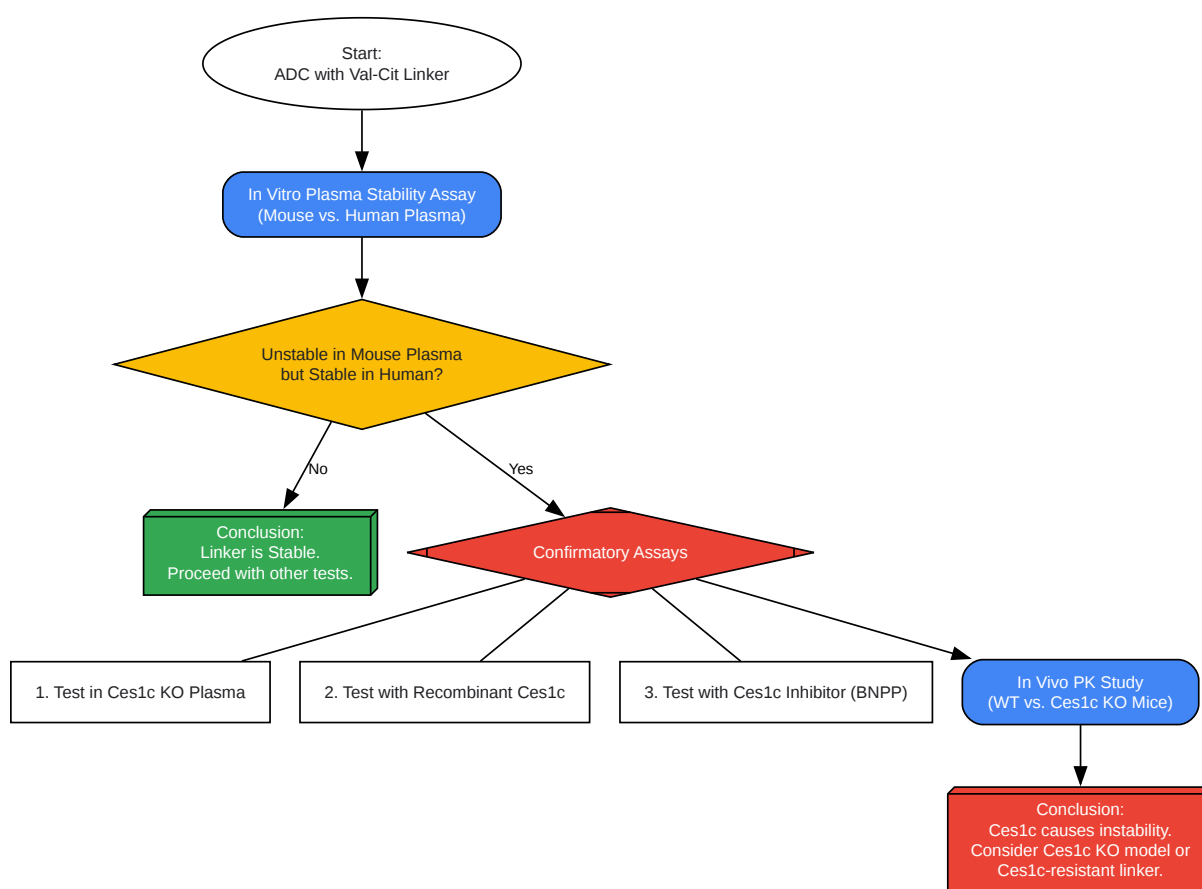 Start:
ADC with Val-Cit Linker
In Vitro Plasma Stability Assay
(Mouse vs. Human Plasma)
Unstable in Mouse Plasma
but Stable in Human?
No
Yes
Conclusion:
Linker is Stable.
Proceed with other tests.
Confirmatory Assays
1. Test in Ces1c KO Plasma
2. Test with Recombinant Ces1c
3. Test with Ces1c Inhibitor (BNPP)
In Vivo PK Study
(WT vs. Ces1c KO Mice)
Conclusion:
Ces1c causes instability.
Consider Ces1c KO model or
Ces1c-resistant linker.